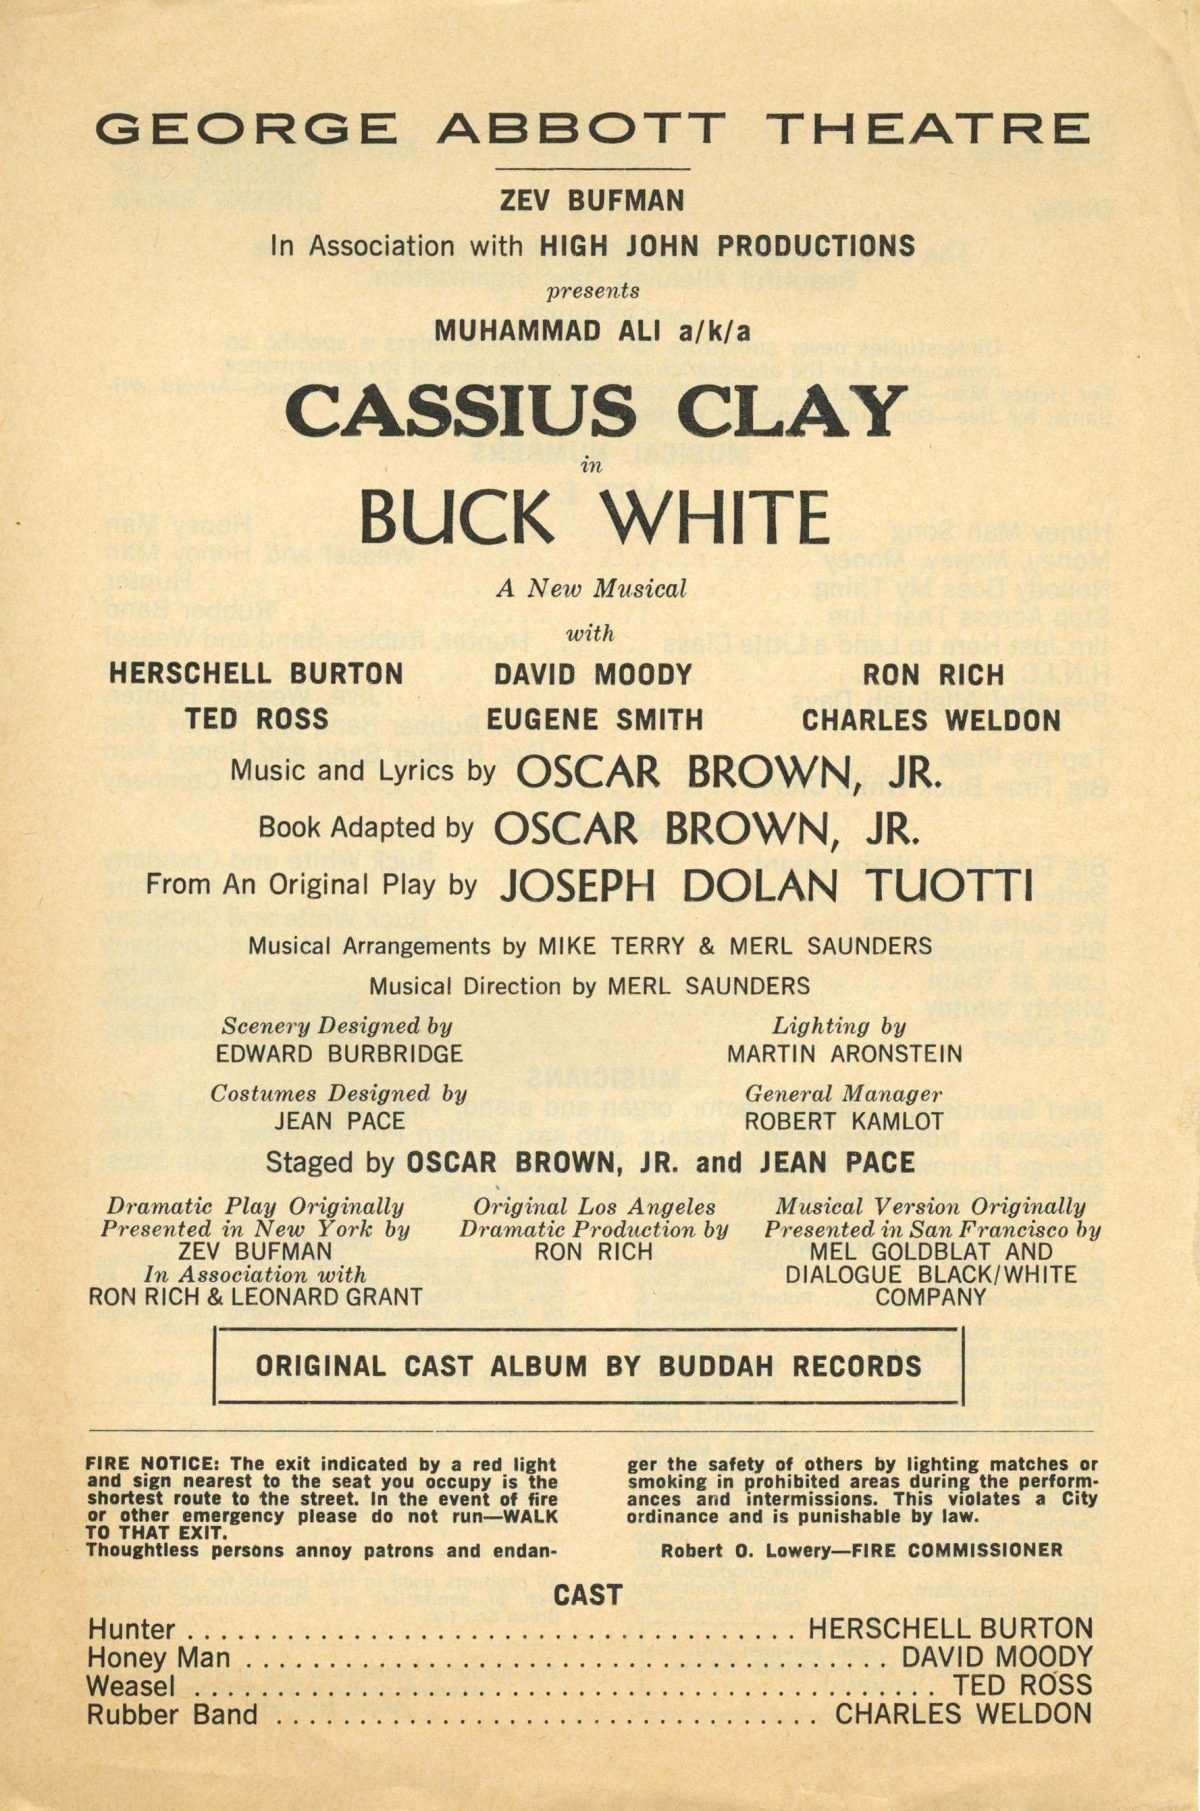 GEORGE ABBOTT THEATRE
ZEV BUFMAN
In Association with HIGH JOHN PRODUCTIONS
presents
MUHAMMAD ALI a/k/a
CASSIUS CLAY
in
BUCK WHITE
A New Musical
with
HERSCHELL BURTON DAVID MOODY RON RICH
TED ROSS EUGENE SMITH CHARLES WELDON
Music and Lyrics by OSCAR BROWN, JR.
Book Adapted by OSCAR BROWN, JR.
From An Original Play by JOSEPH DOLAN TUOTTI
Musical Arrangements by MIKE TERRY & MERL SAUNDERS
Musical Direction by MERL SAUNDERS
Scenery Designed by
EDWARD BURBRIDGE
Lighting by
MARTIN ARONSTEIN
Costumes Designed by
JEAN PACE
General Manager
ROBERT KAMLOT
Staged by OSCAR BROWN, JR. and JEAN PACE
Dramatic Play Originally
Presented in New York by
ZEV BUFMAN
In Association with
RON RICH & LEONARD GRANT
Original Los Angeles
Dramatic Production by
RON RICH
Musical Version Originally
Presented in San Francisco by
MEL GOLDBLAT AND
DIALOGUE BLACK/WHITE
COMPANY
ORIGINAL CAST ALBUM BY BUDDAH RECORDS
FIRE NOTICE: The exit indicated by a red light
and sign nearest to the seat you occupy is the
shortest route to the street. In the event of fire
or other emergency please do not run—WALK
TO THAT EXIT.
Thoughtless persons annoy patrons and endan-
ger the safety of others by lighting matches or
smoking in prohibited areas during the perform-
ances and intermissions. This violates a City
ordinance and is punishable by law.
Robert O. Lowery—FIRE COMMISSIONER
CAST
Hunter . . . . . . . . . . . . . . . . . . . . . . . . . . . . . . . . . . . . . . . HERSCHELL BURTON
Honey Man . . . . . . . . . . . . . . . . . . . . . . . . . . . . . . . . . . . . . . . . DAVID MOODY
Weasel . . . . . . . . . . . . . . . . . . . . . . . . . . . . . . . . . . . . . . . . . . . . . . . TED ROSS
Rubber Band . . . . . . . . . . . . . . . . . . . . . . . . . . . . . . . . . . CHARLES WELDON